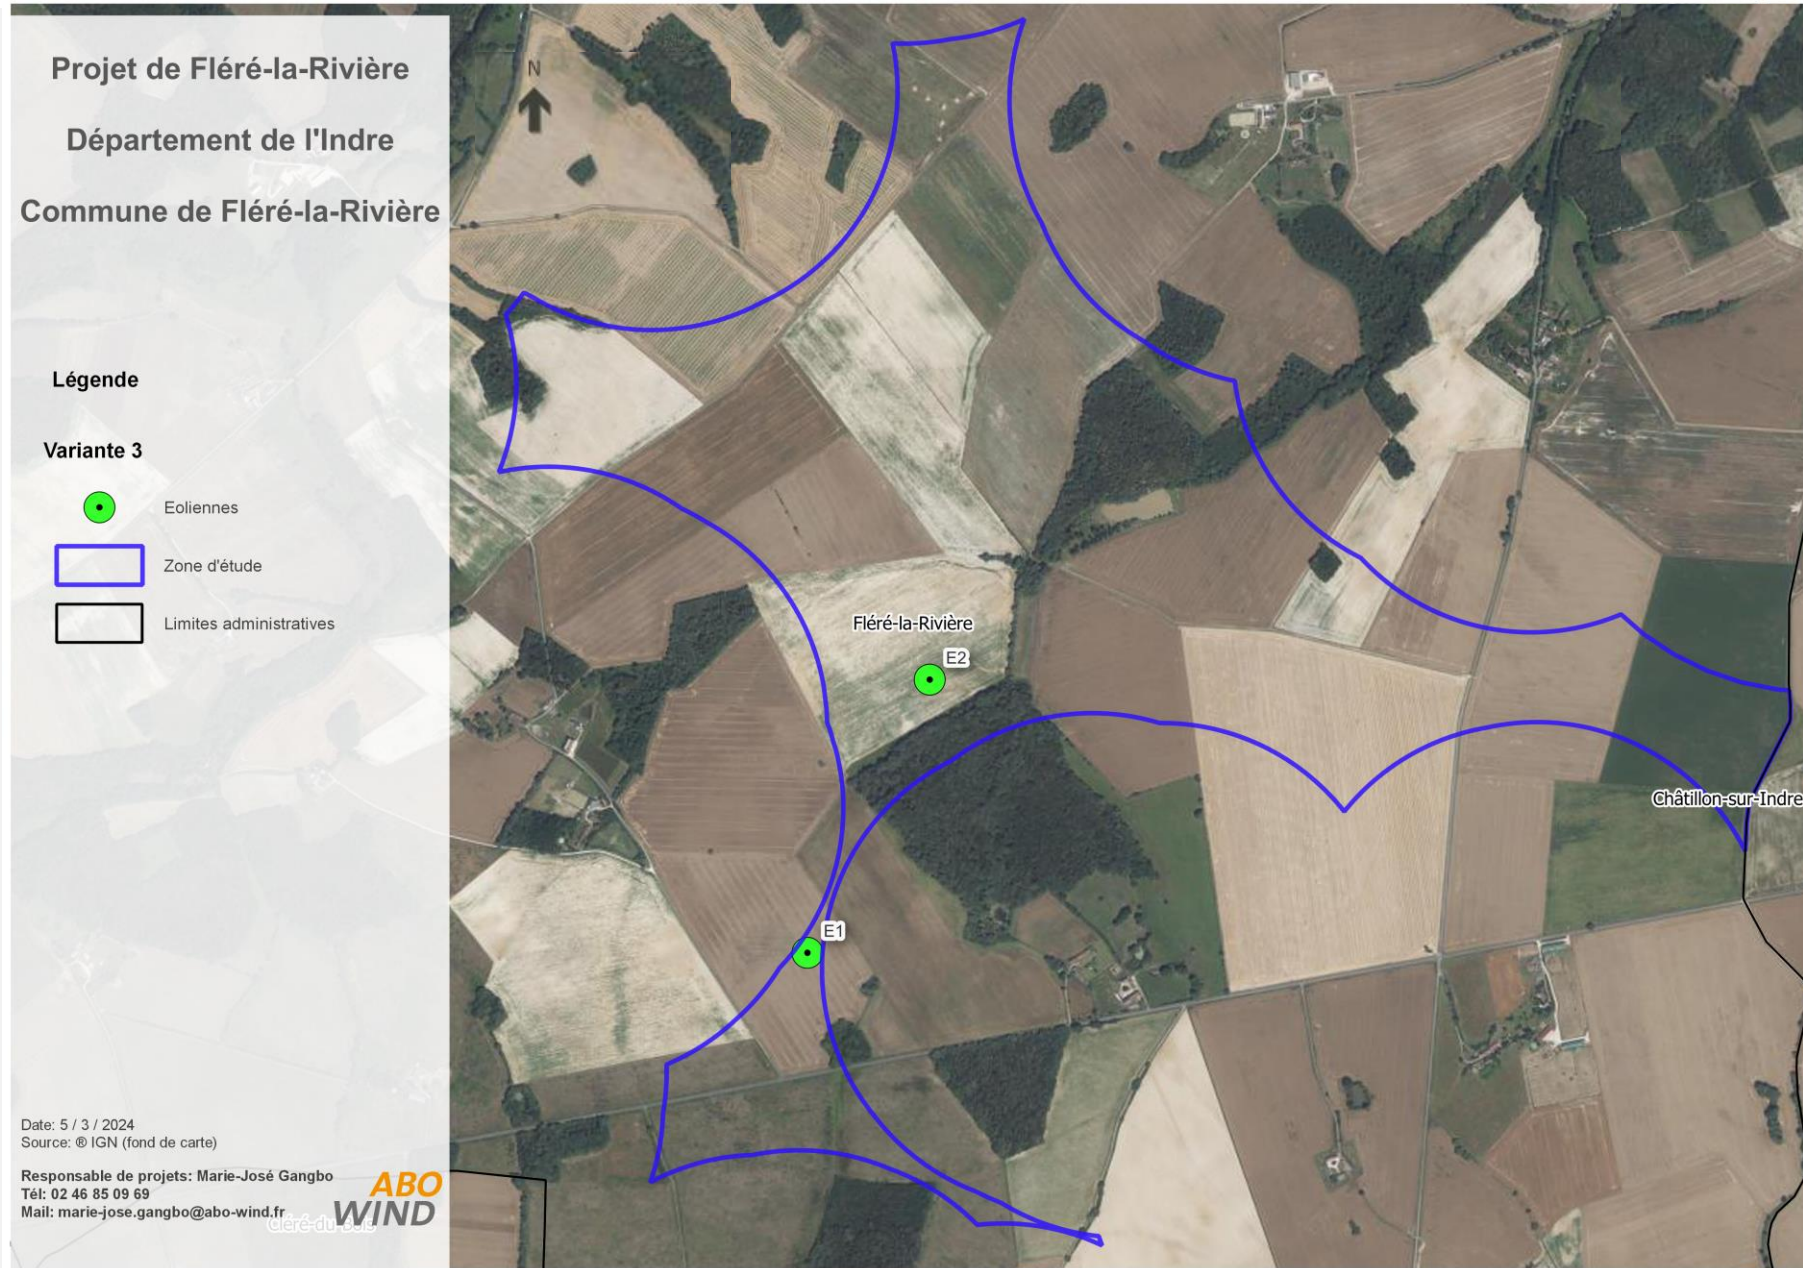 Projet de Fléré-la-Rivière
Département de l'Indre
Commune de Fléré-la-Rivière
N
Légende
Variante 3
Eoliennes
Zone d'étude
Limites administratives
Fléré-la-Rivière
E2
Châtillon-sur-Indre
E1
Date: 5 / 3 / 2024
Source: ® IGN (fond de carte)
Responsable de projets: Marie-José Gangbo
Tél: 02 46 85 09 69
Mail: marie-jose.gangbo@abo-wind.fr
ABO
WIND
Cléré-du-Bois